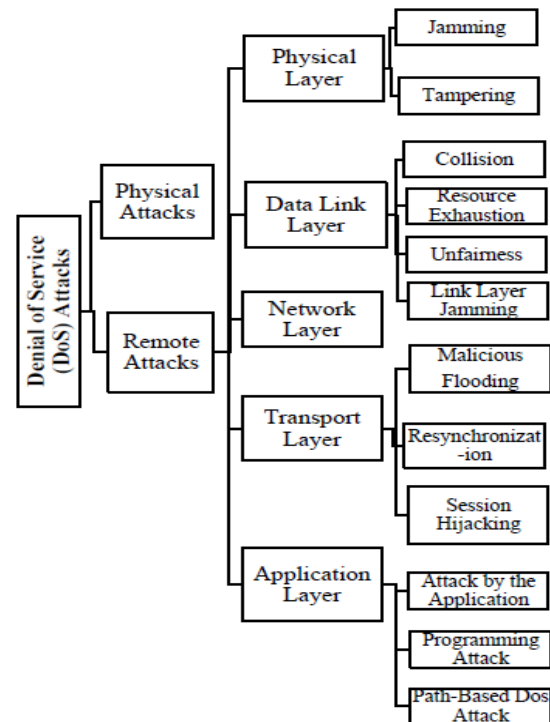 Denial of Service
(DoS) Attacks
Physical
Attacks
Remote
Attacks
Physical
Layer
Jamming
Tampering
Data Link
Layer
Collision
Resource
Exhaustion
Unfairness
Link Layer
Jamming
Network
Layer
Transport
Layer
Malicious
Flooding
Resynchronizat
-ion
Session
Hijacking
Application
Layer
Attack by the
Application
Programming
Attack
Path-Based Dos
Attack